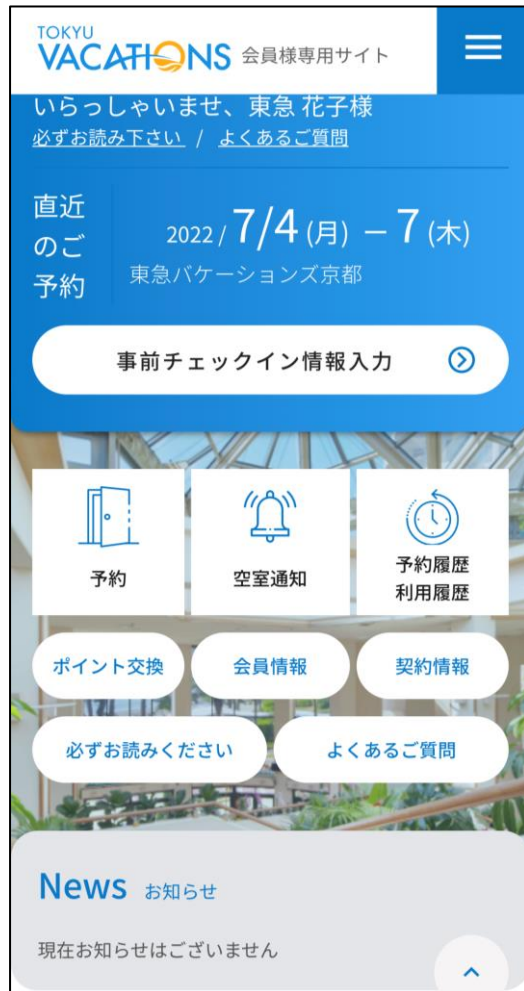 TOKYU
VACATIONS 会員様専用サイト
いらっしゃいませ、東急 花子様
必ずお読み下さい / よくあるご質問
直近
のご
予約
2022 / 7/4 (月) － 7 (木)
東急バケーションズ京都
事前チェックイン情報入力
予約
空室通知
予約履歴
利用履歴
ポイント交換
会員情報
契約情報
必ずお読みください
よくあるご質問
News お知らせ
現在お知らせはございません